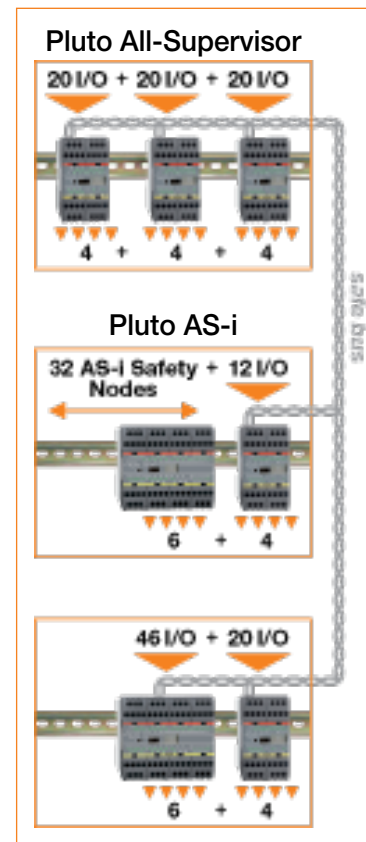 Pluto All-Supervisor
20 I/O + 20 I/O + 20 I/O
4 + 4 + 4
safe bus
Pluto AS-i
32 AS-i Safety + 12 I/O
Nodes
6 + 4
46 I/O + 20 I/O
6 + 4